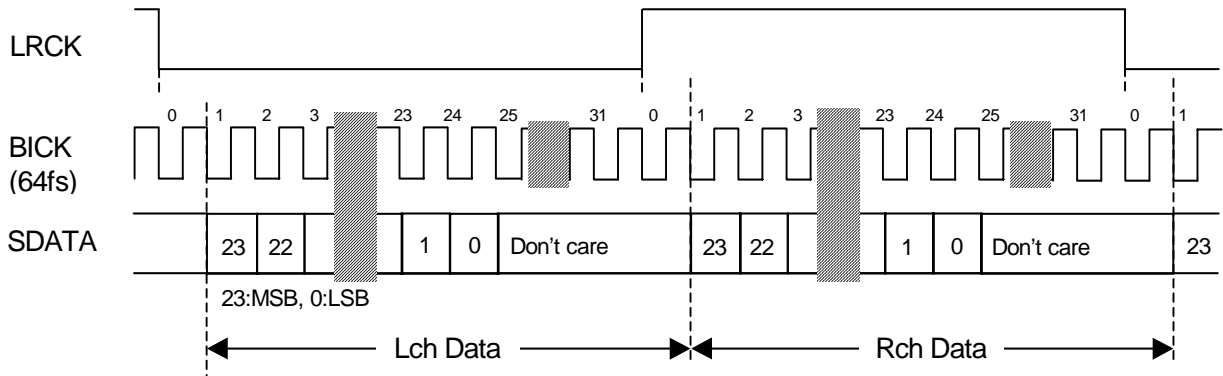 LRCK
0 1 2 3 23 24 25 31 0 1 2 3 23 24 25 31 0 1
BICK
(64fs)
SDATA
23 22 1 0 Don't care 23 22 1 0 Don't care 23
23:MSB, 0:LSB
Lch Data Rch Data